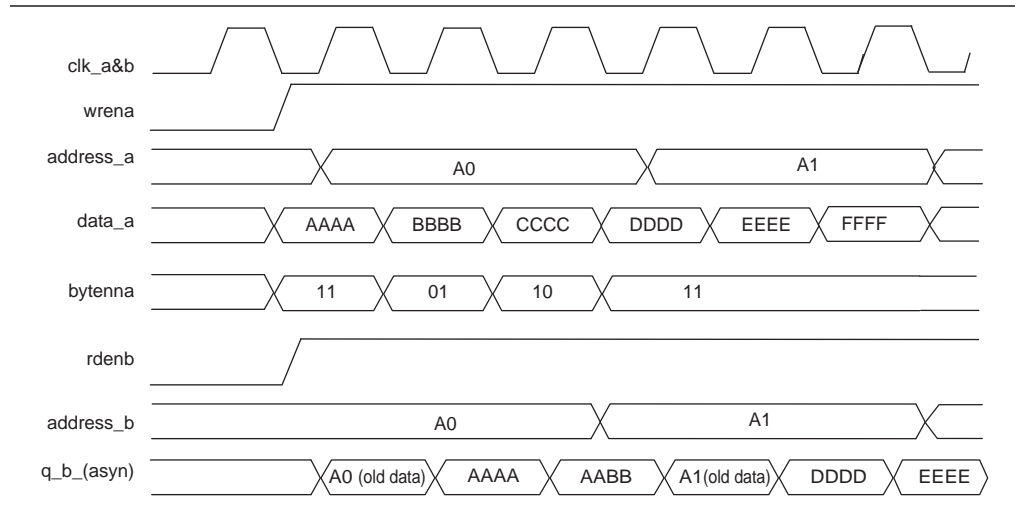 clk_a&b
wrena
address_a A0 A1
data_a AAAA BBBB CCCC DDDD EEEE FFFF
bytenna 11 01 10 11
rdenb
address_b A0 A1
q_b_(asyn) A0 (old data) AAAA AABB A1(old data) DDDD EEEE